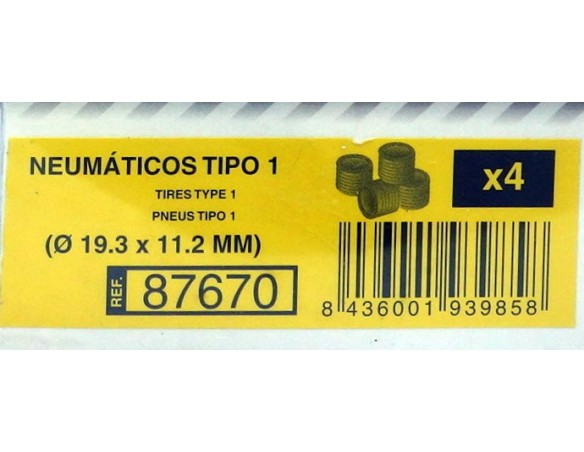 NEUMÁTICOS TIPO 1
TIRES TYPE 1
PNEUS TIPO 1
(Ø 19.3 x 11.2 MM)
REF. 87670
x4
8 436001 939858